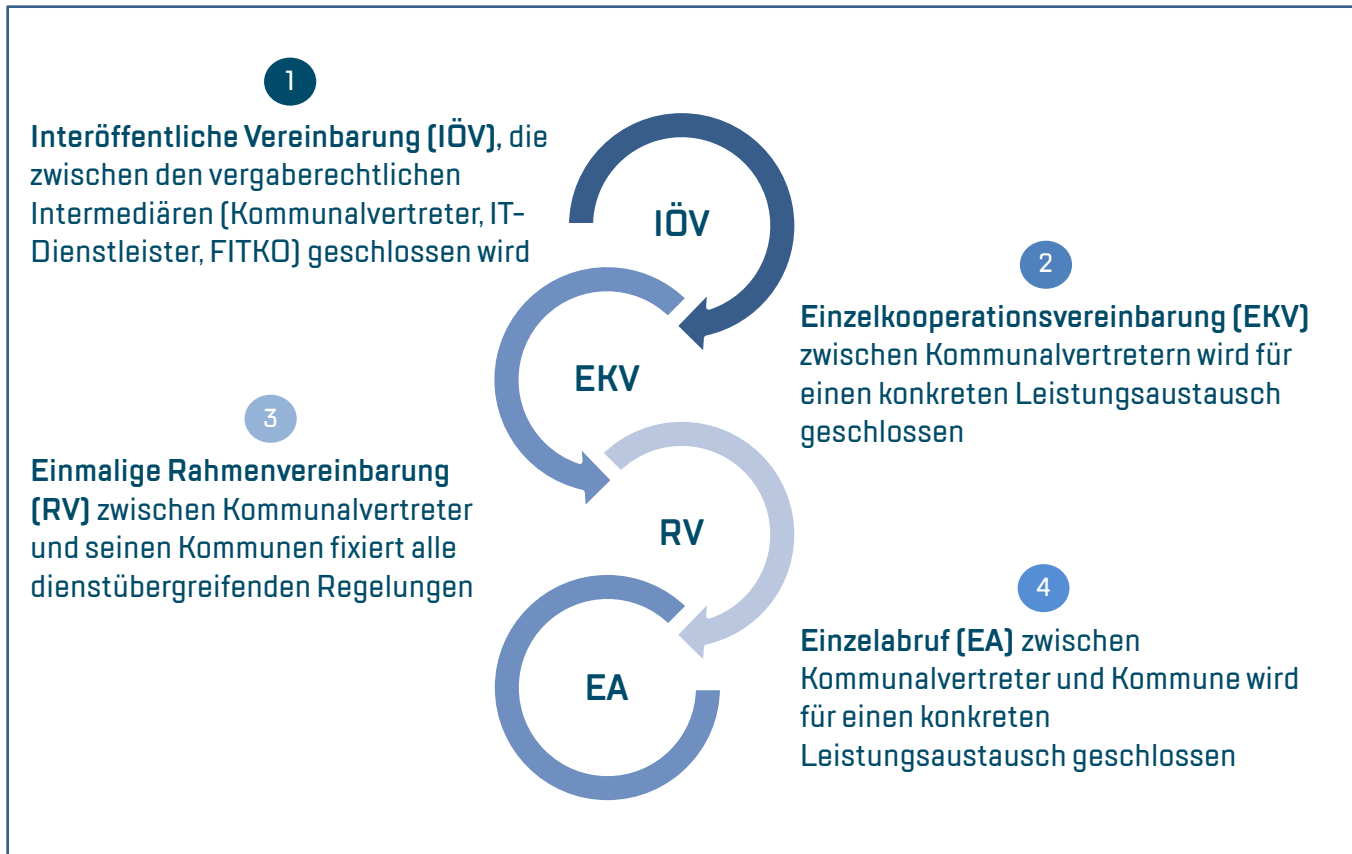 1
Interöffentliche Vereinbarung (IÖV), die
zwischen den vergaberechtlichen
Intermediären (Kommunalvertreter, IT-
Dienstleister, FITKO) geschlossen wird
IÖV
2
Einzelkooperationsvereinbarung (EKV)
zwischen Kommunalvertretern wird für
einen konkreten Leistungsaustausch
geschlossen
EKV
3
Einmalige Rahmenvereinbarung
(RV) zwischen Kommunalvertreter
und seinen Kommunen fixiert alle
dienstübergreifenden Regelungen
RV
4
Einzelabruf (EA) zwischen
Kommunalvertreter und Kommune wird
für einen konkreten
Leistungsaustausch geschlossen
EA